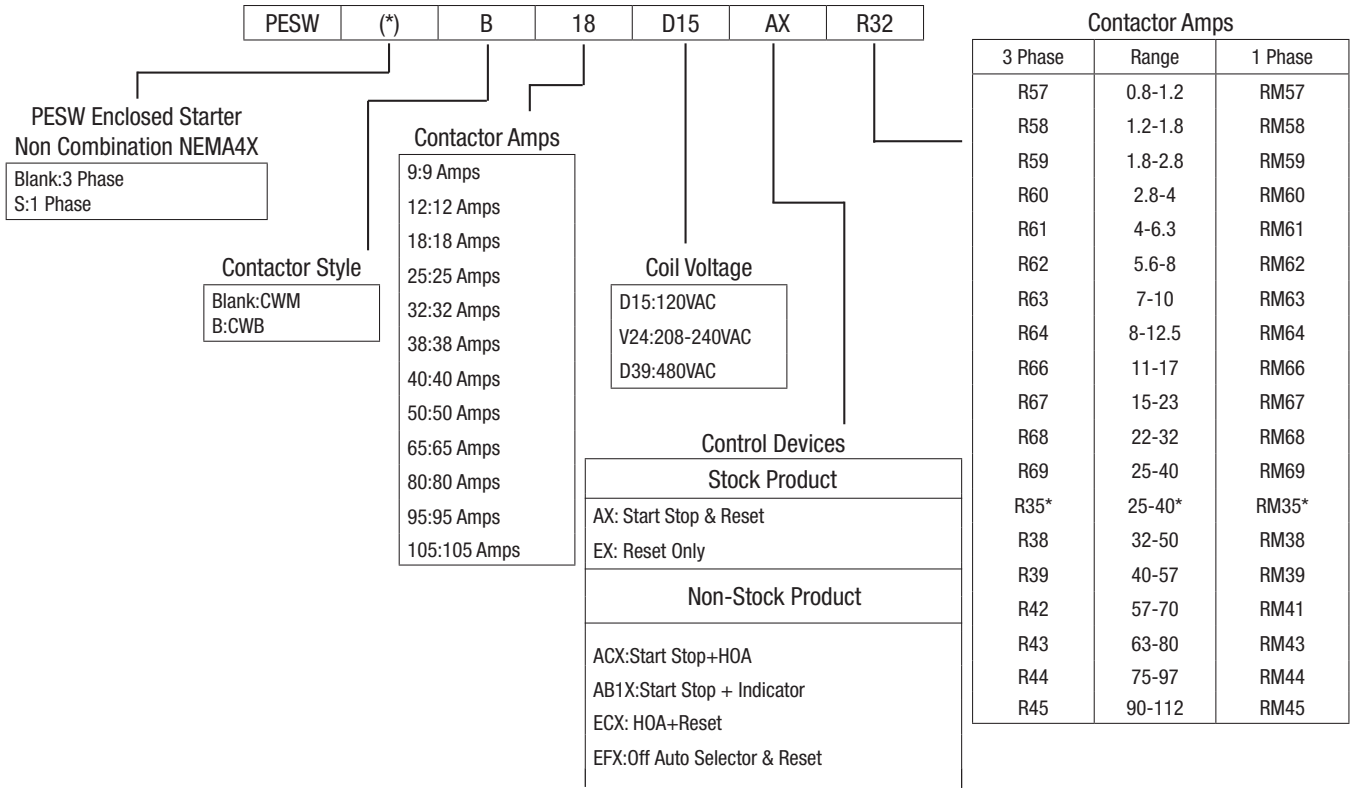 PESW (*) B 18 D15 AX R32
PESW Enclosed Starter
Non Combination NEMA4X
Blank:3 Phase
S:1 Phase
Contactor Style
Blank:CWM
B:CWB
Contactor Amps
9:9 Amps
12:12 Amps
18:18 Amps
25:25 Amps
32:32 Amps
38:38 Amps
40:40 Amps
50:50 Amps
65:65 Amps
80:80 Amps
95:95 Amps
105:105 Amps
Coil Voltage
D15:120VAC
V24:208-240VAC
D39:480VAC
Control Devices
Stock Product
AX: Start Stop & Reset
EX: Reset Only
Non-Stock Product
ACX:Start Stop+HOA
AB1X:Start Stop + Indicator
ECX: HOA+Reset
EFX:Off Auto Selector & Reset
Contactor Amps
3 Phase Range 1 Phase
R57 0.8-1.2 RM57
R58 1.2-1.8 RM58
R59 1.8-2.8 RM59
R60 2.8-4 RM60
R61 4-6.3 RM61
R62 5.6-8 RM62
R63 7-10 RM63
R64 8-12.5 RM64
R66 11-17 RM66
R67 15-23 RM67
R68 22-32 RM68
R69 25-40 RM69
R35* 25-40* RM35*
R38 32-50 RM38
R39 40-57 RM39
R42 57-70 RM41
R43 63-80 RM43
R44 75-97 RM44
R45 90-112 RM45